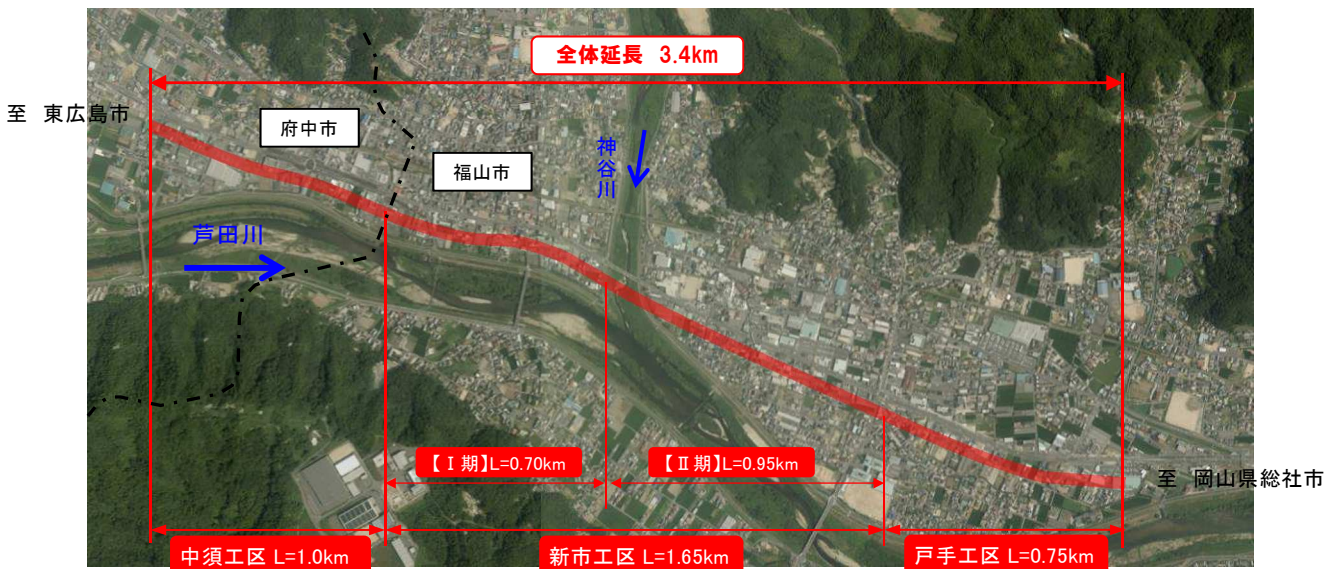 全体延長 3.4km
至 東広島市
府中市
福山市
神谷川
芦田川
【Ⅰ期】L=0.70km
【Ⅱ期】L=0.95km
至 岡山県総社市
中須工区 L=1.0km
新市工区 L=1.65km
戸手工区 L=0.75km